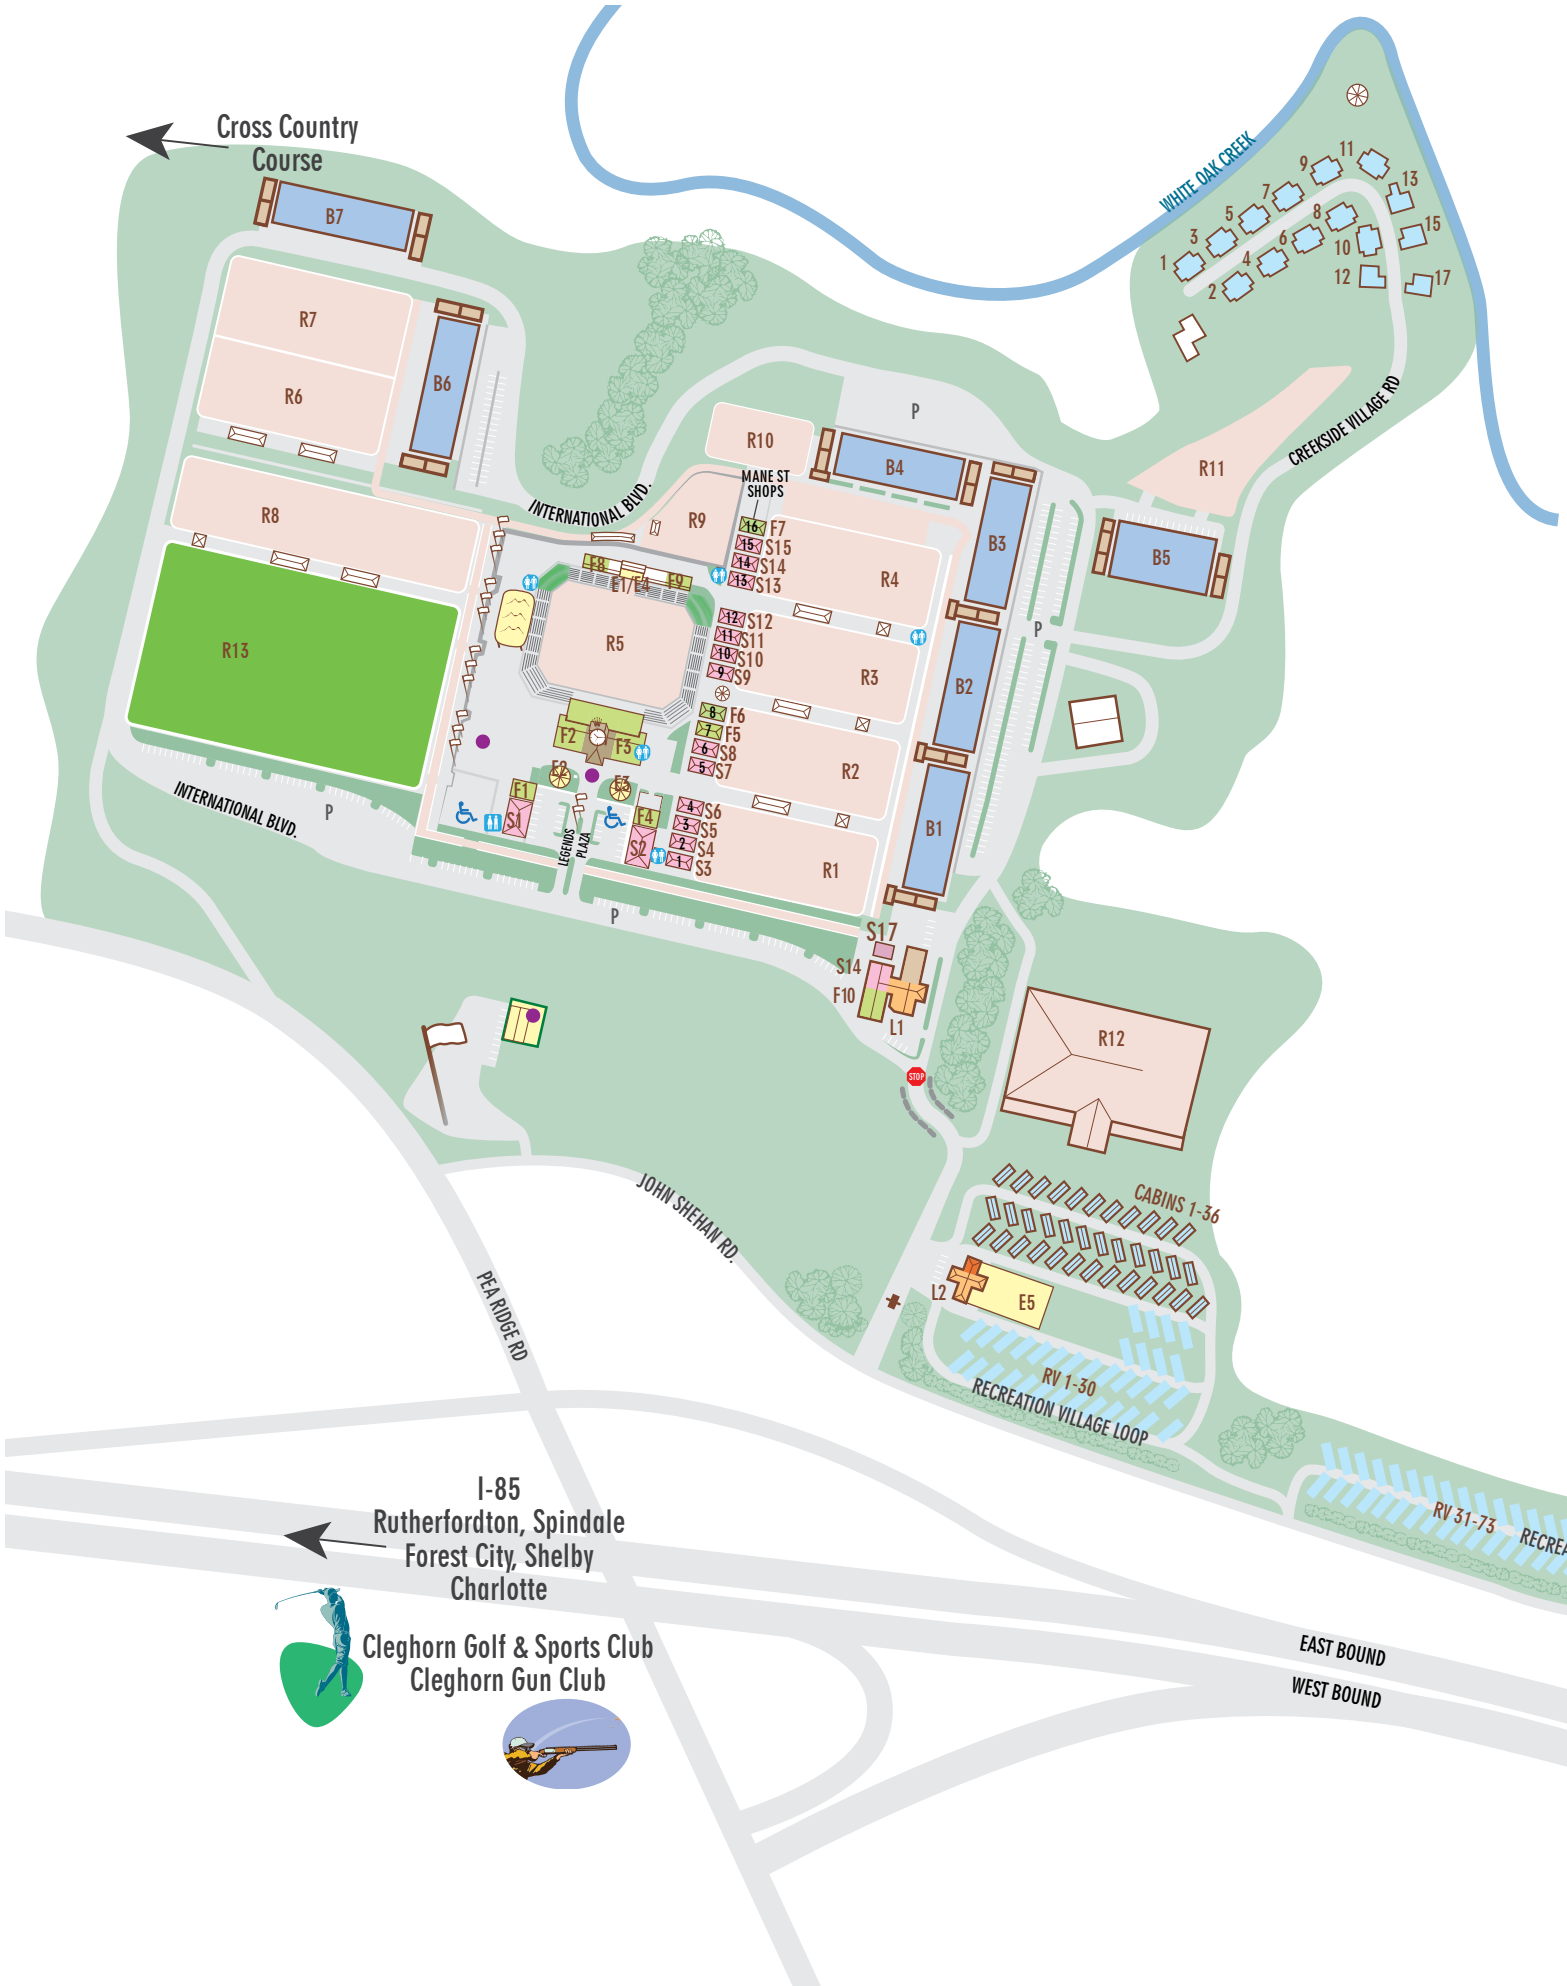 Cross Country
Course
WHITE OAK CREEK
11
9
13
7
5
8
15
3
6
10
1
4
12
17
2
B7
R7
R6
B6
P
R10
B4
CREEKSIDE VILLAGE RD
R11
MANE ST
SHOPS
INTERNATIONAL BLVD.
R8
R9
16 F7
15 S15
14 S14
13 S13
B3
B5
F8
E1/E4
F9
R4
12 S12
11 S11
10 S10
9 S9
P
R13
R5
R3
B2
8 F6
7 F5
6 S8
5 S7
F2
F3
R2
E2
E3
F1
S1
F4
S2
4 S6
3 S5
2 S4
1 S3
INTERNATIONAL BLVD.
P
LEGENDS
PLAZA
B1
R1
P
S17
S14
F10
L1
R12
STOP
CABINS 1-36
JOHN SHEHAN RD.
PEA RIDGE RD
L2
E5
RV 1-30
RECREATION VILLAGE LOOP
RV 31-73
RECREA
I-85
Rutherfordton, Spindale
Forest City, Shelby
Charlotte
Cleghorn Golf & Sports Club
Cleghorn Gun Club
EAST BOUND
WEST BOUND